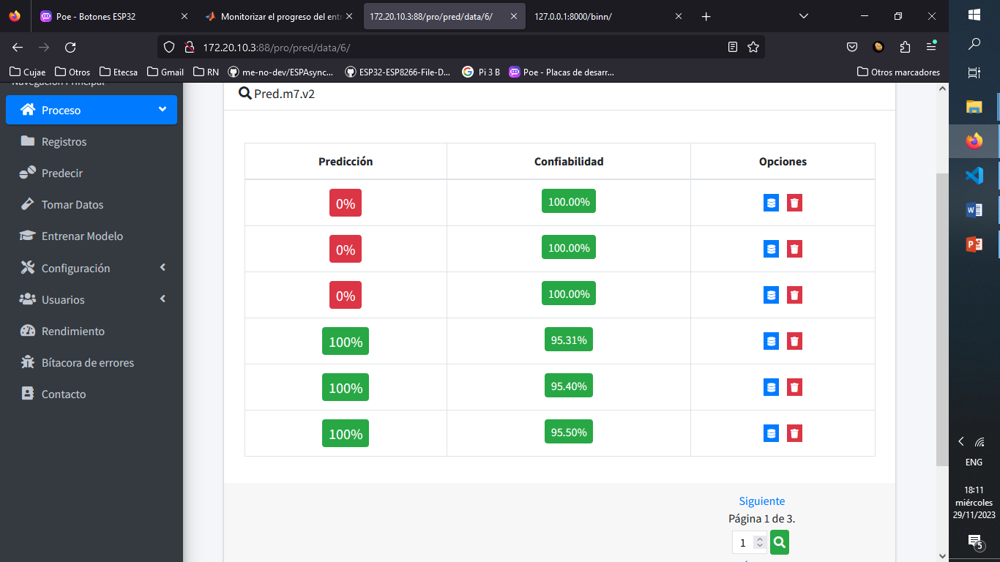 Poe - Botones ESP32
Monitorizar el progreso del entr
172.20.10.3:88/pro/pred/data/6/
127.0.0.1:8000/binn/
172.20.10.3:88/pro/pred/data/6/
Cujae
Otros
Etecsa
Gmail
RN
me-no-dev/ESPAsync...
ESP32-ESP8266-File-D...
Pi 3 B
Poe - Placas de desarr...
Otros marcadores
Navegación Principal
Proceso
Registros
Predecir
Tomar Datos
Entrenar Modelo
Configuración
Usuarios
Rendimiento
Bítacora de errores
Contacto
Pred.m7.v2
Predicción Confiabilidad Opciones
0% 100.00%
0% 100.00%
0% 100.00%
100% 95.31%
100% 95.40%
100% 95.50%
Siguiente
Página 1 de 3.
1
ENG
18:11
miércoles
29/11/2023
5